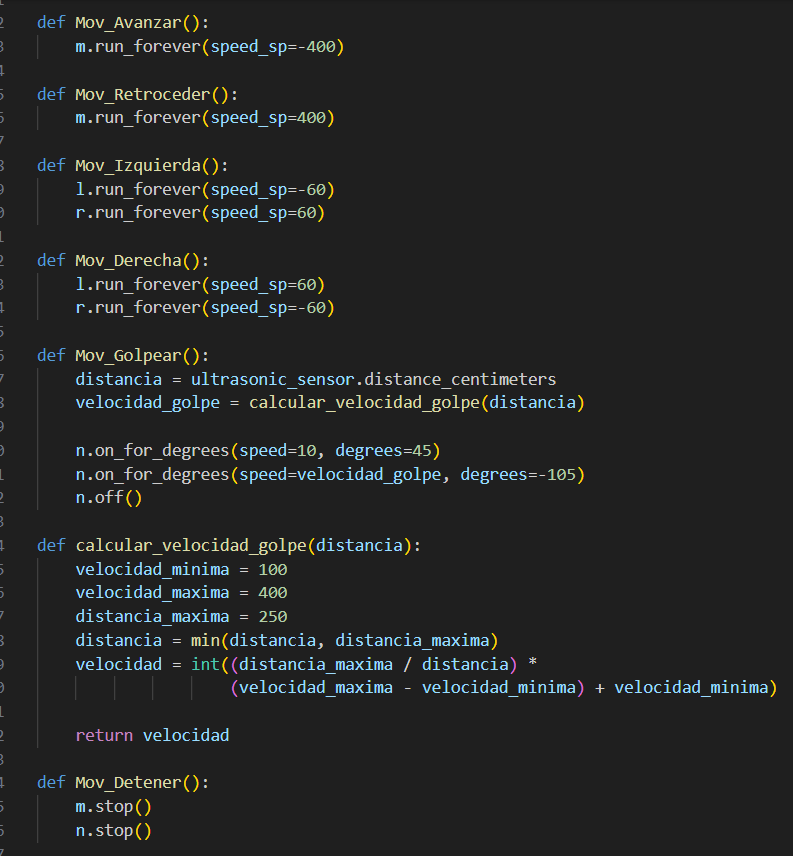 def Mov_Avanzar():
    m.run_forever(speed_sp=-400)

def Mov_Retroceder():
    m.run_forever(speed_sp=400)

def Mov_Izquierda():
    l.run_forever(speed_sp=-60)
    r.run_forever(speed_sp=60)

def Mov_Derecha():
    l.run_forever(speed_sp=60)
    r.run_forever(speed_sp=-60)

def Mov_Golpear():
    distancia = ultrasonic_sensor.distance_centimeters
    velocidad_golpe = calcular_velocidad_golpe(distancia)

    n.on_for_degrees(speed=10, degrees=45)
    n.on_for_degrees(speed=velocidad_golpe, degrees=-105)
    n.off()

def calcular_velocidad_golpe(distancia):
    velocidad_minima = 100
    velocidad_maxima = 400
    distancia_maxima = 250
    distancia = min(distancia, distancia_maxima)
    velocidad = int((distancia_maxima / distancia) *
                    (velocidad_maxima - velocidad_minima) + velocidad_minima)

    return velocidad

def Mov_Detener():
    m.stop()
    n.stop()